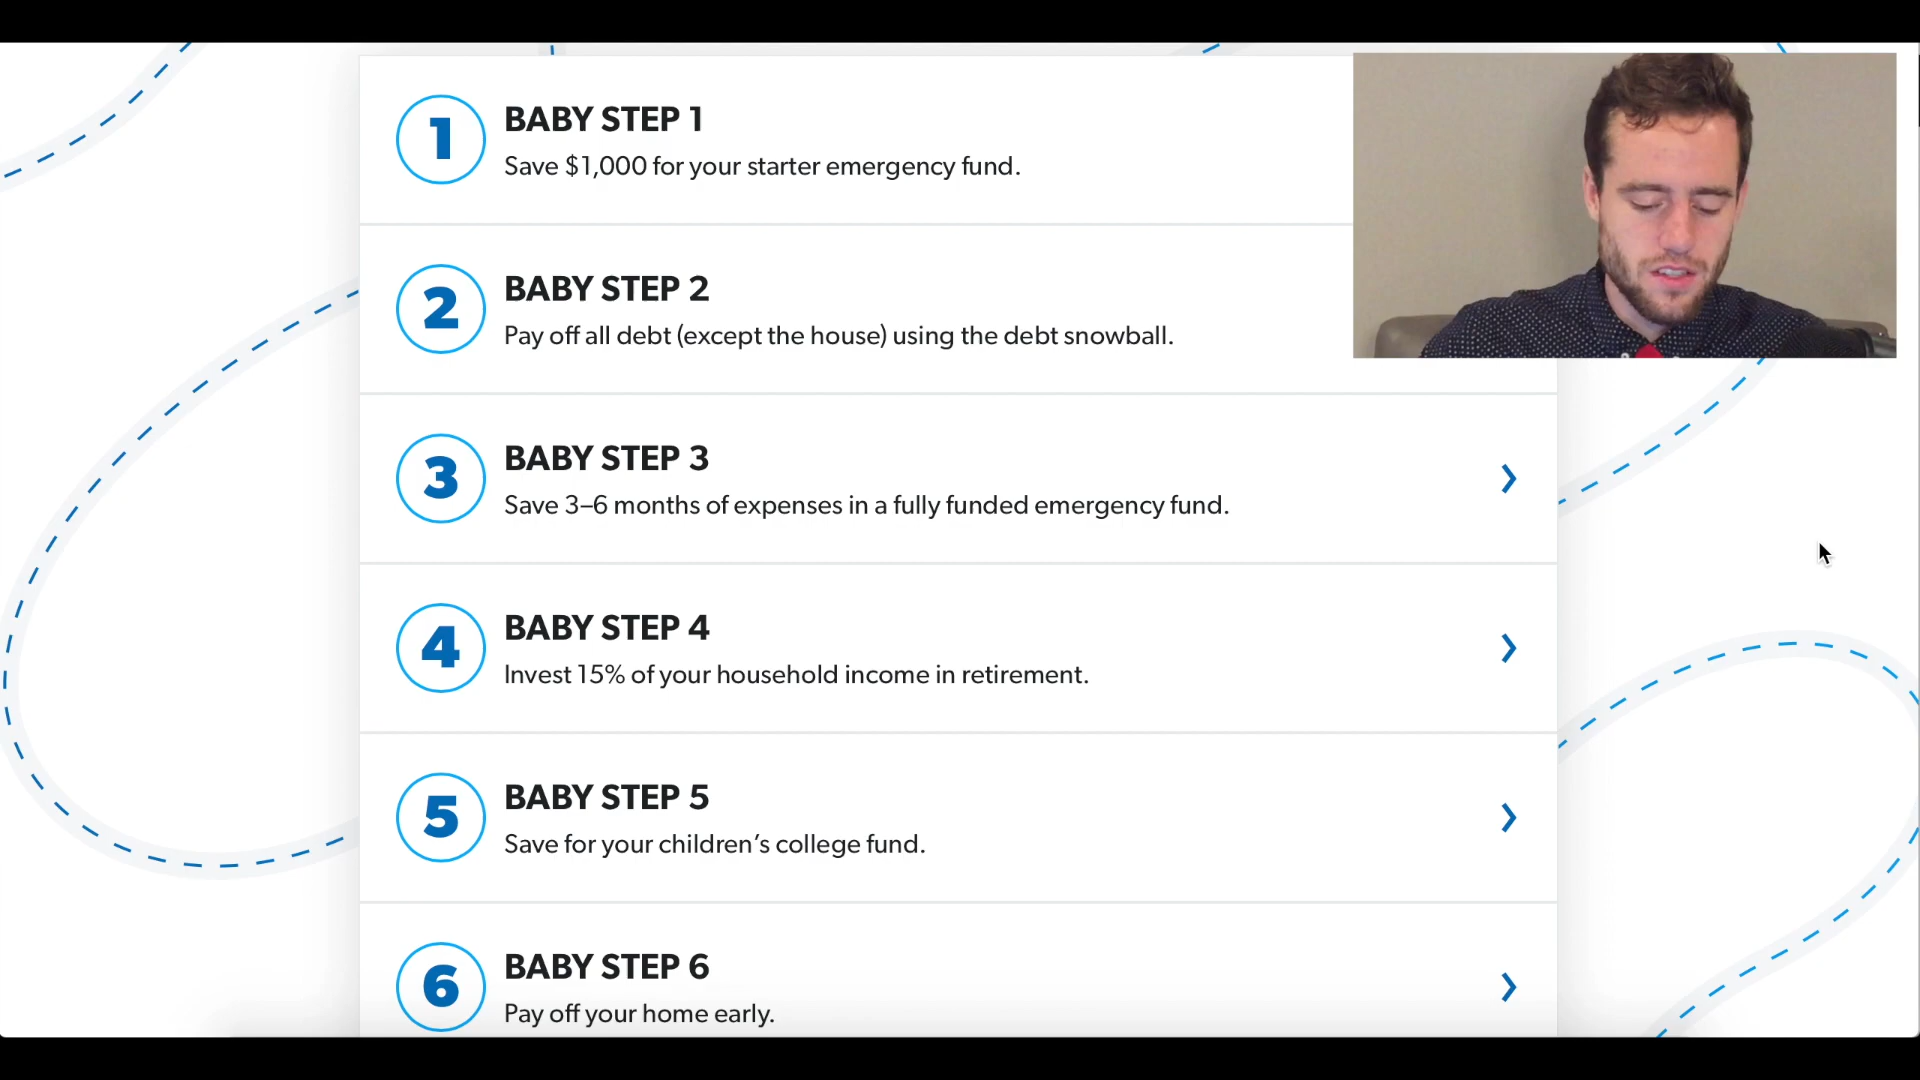 1
BABY STEP 1
Save $1,000 for your starter emergency fund.
2
BABY STEP 2
Pay off all debt (except the house) using the debt snowball.
3
BABY STEP 3
Save 3–6 months of expenses in a fully funded emergency fund.
4
BABY STEP 4
Invest 15% of your household income in retirement.
5
BABY STEP 5
Save for your children’s college fund.
6
BABY STEP 6
Pay off your home early.